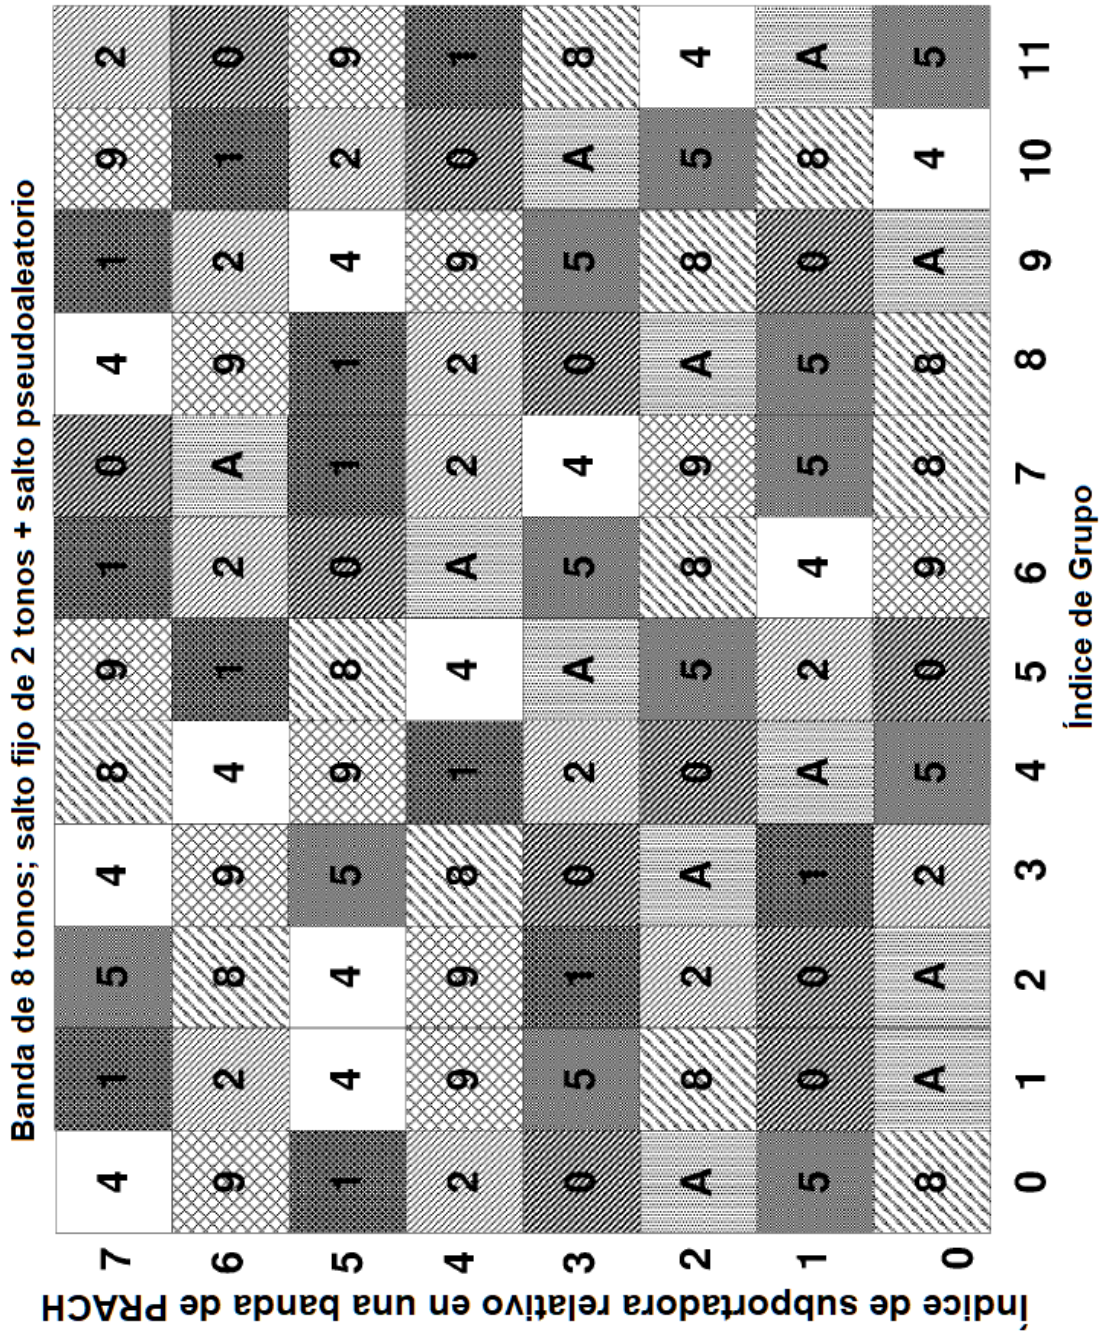 Banda de 8 tonos; salto fijo de 2 tonos + salto pseudoaleatorio
Índice de subportadora relativo en una banda de PRACH
7 4 1 5 4 8 9 1 0 4 1 9 2
6 9 2 8 9 4 1 2 A 9 2 1 0
5 1 4 4 5 9 8 0 1 1 4 2 9
4 2 9 9 8 1 4 A 2 2 9 0 1
3 0 5 1 0 2 A 5 4 0 5 A 8
2 A 8 2 A 0 5 8 9 A 8 5 4
1 5 0 0 1 A 2 4 5 5 0 8 A
0 8 A A 2 5 0 9 8 8 A 4 5
0 1 2 3 4 5 6 7 8 9 10 11
Índice de Grupo